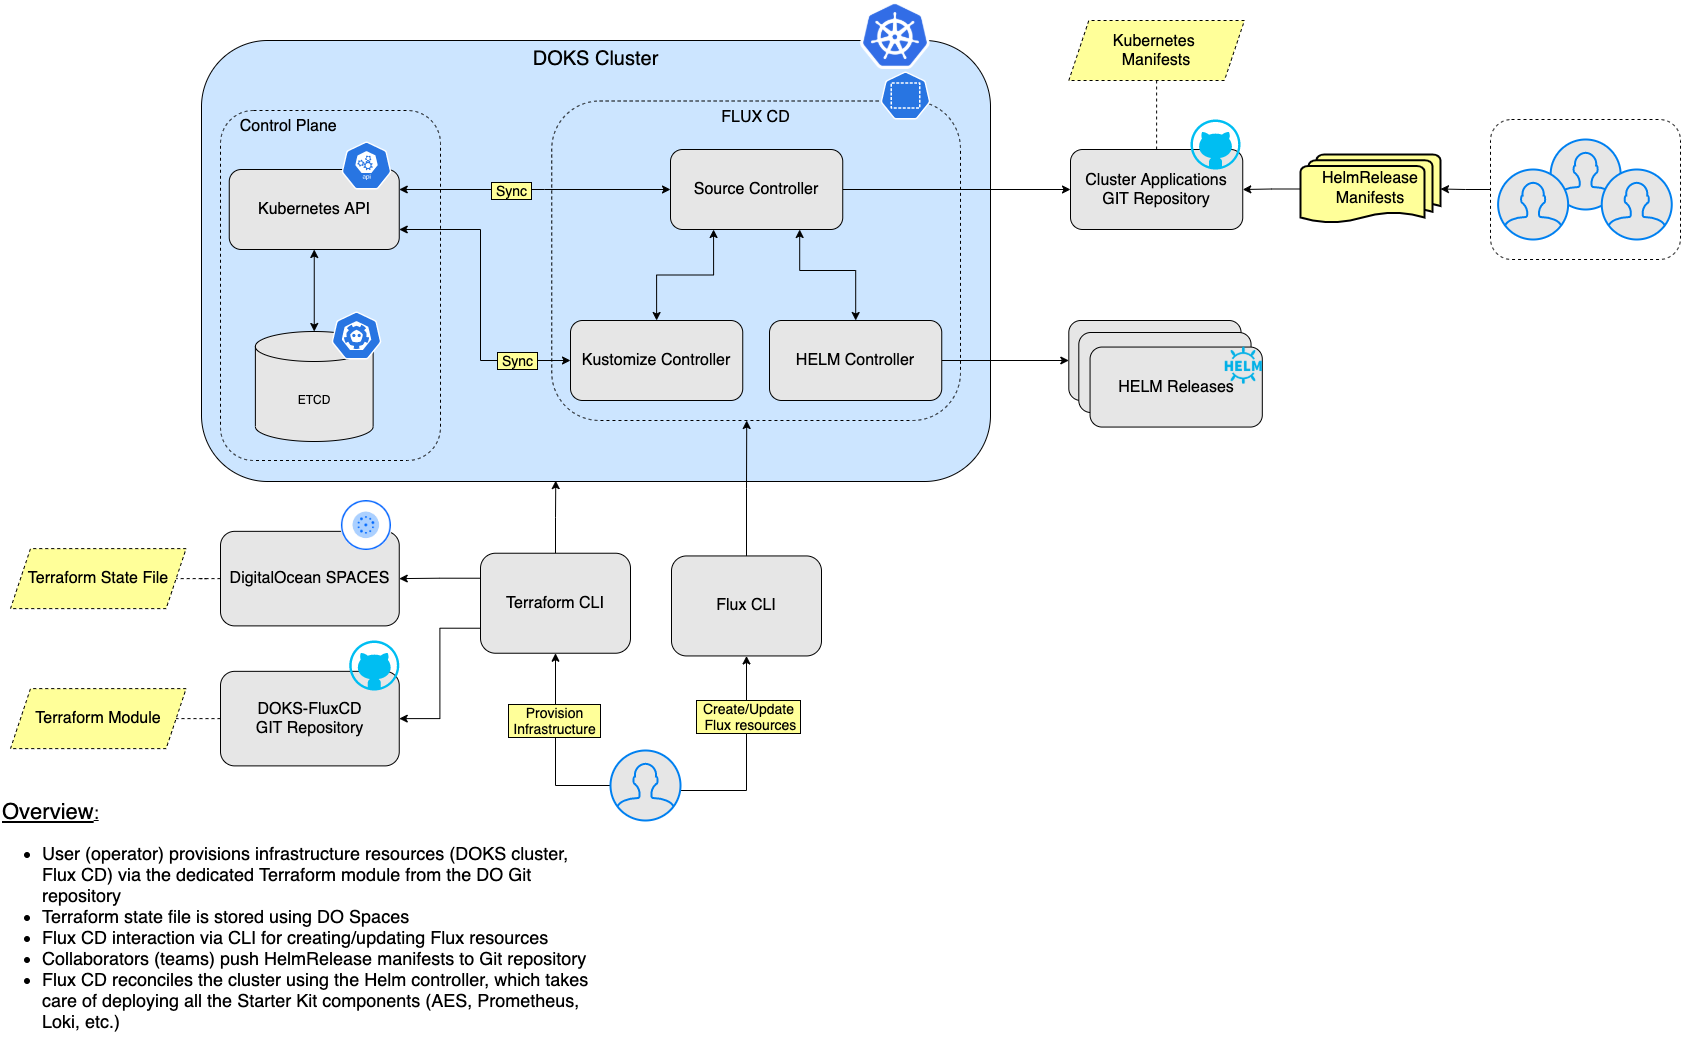 DOKS Cluster
Kubernetes
Manifests
Control Plane
FLUX CD
api
Kubernetes API
Sync
Source Controller
Cluster Applications
GIT Repository
HelmRelease
Manifests
Sync
Kustomize Controller
HELM Controller
HELM
HELM Releases
ETCD
Terraform State File
DigitalOcean SPACES
Terraform CLI
Flux CLI
Terraform Module
DOKS-FluxCD
GIT Repository
Provision
Infrastructure
Create/Update
Flux resources
Overview:
• User (operator) provisions infrastructure resources (DOKS cluster,
Flux CD) via the dedicated Terraform module from the DO Git
repository
• Terraform state file is stored using DO Spaces
• Flux CD interaction via CLI for creating/updating Flux resources
• Collaborators (teams) push HelmRelease manifests to Git repository
• Flux CD reconciles the cluster using the Helm controller, which takes
care of deploying all the Starter Kit components (AES, Prometheus,
Loki, etc.)